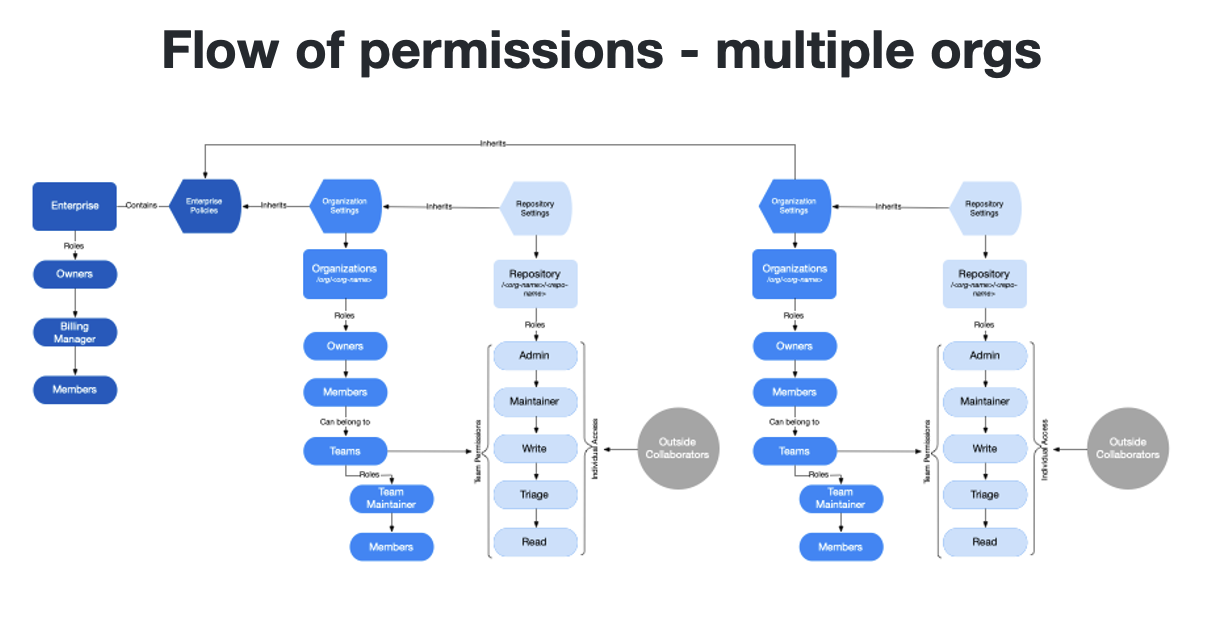 Flow of permissions - multiple orgs
Inherits
Enterprise
Contains
Enterprise
Policies
Inherits
Organization
Settings
Inherits
Repository
Settings
Organization
Settings
Inherits
Repository
Settings
Roles
Owners
Billing
Manager
Members
Organizations
/org/<org-name>
Roles
Owners
Members
Can belong to
Teams
Roles
Team
Maintainer
Members
Repository
/<org-name>/<repo-
name>
Roles
Team Permissions
Admin
Maintainer
Write
Triage
Read
Individual Access
Outside
Collaborators
Organizations
/org/<org-name>
Roles
Owners
Members
Can belong to
Teams
Roles
Team
Maintainer
Members
Repository
/<org-name>/<repo-
name>
Roles
Team Permissions
Admin
Maintainer
Write
Triage
Read
Individual Access
Outside
Collaborators